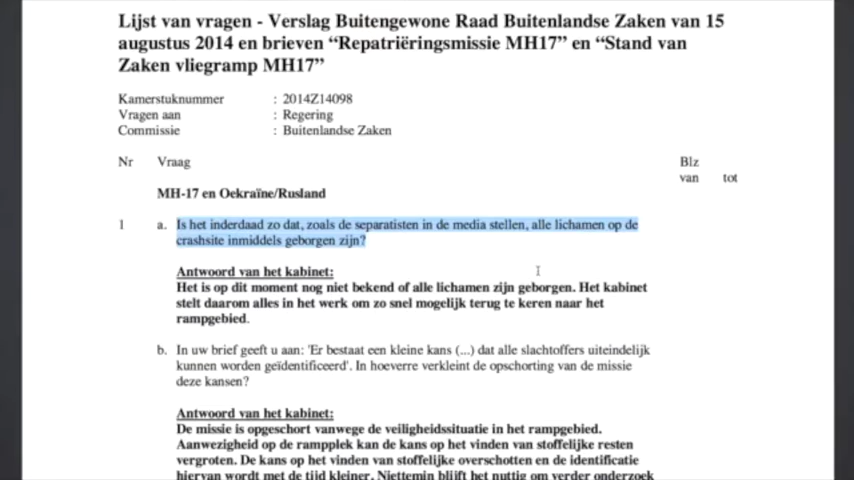 Lijst van vragen - Verslag Buitengewone Raad Buitenlandse Zaken van 15
augustus 2014 en brieven “Repatriëringsmissie MH17” en “Stand van
Zaken vliegramp MH17”
Kamerstuknummer : 2014Z14098
Vragen aan : Regering
Commissie : Buitenlandse Zaken
Nr Vraag Blz
van tot
MH-17 en Oekraïne/Rusland
1 a. Is het inderdaad zo dat, zoals de separatisten in de media stellen, alle lichamen op de
crashsite inmiddels geborgen zijn?
Antwoord van het kabinet:
Het is op dit moment nog niet bekend of alle lichamen zijn geborgen. Het kabinet
stelt daarom alles in het werk om zo snel mogelijk terug te keren naar het
rampgebied.
b. In uw brief geeft u aan: 'Er bestaat een kleine kans (...) dat alle slachtoffers uiteindelijk
kunnen worden geïdentificeerd'. In hoeverre verkleint de opschorting van de missie
deze kansen?
Antwoord van het kabinet:
De missie is opgeschort vanwege de veiligheidssituatie in het rampgebied.
Aanwezigheid op de rampplek kan de kans op het vinden van stoffelijke resten
vergroten. De kans op het vinden van stoffelijke overschotten en de identificatie
hiervan wordt met de tijd kleiner. Niettemin blijft het nuttig om verder onderzoek